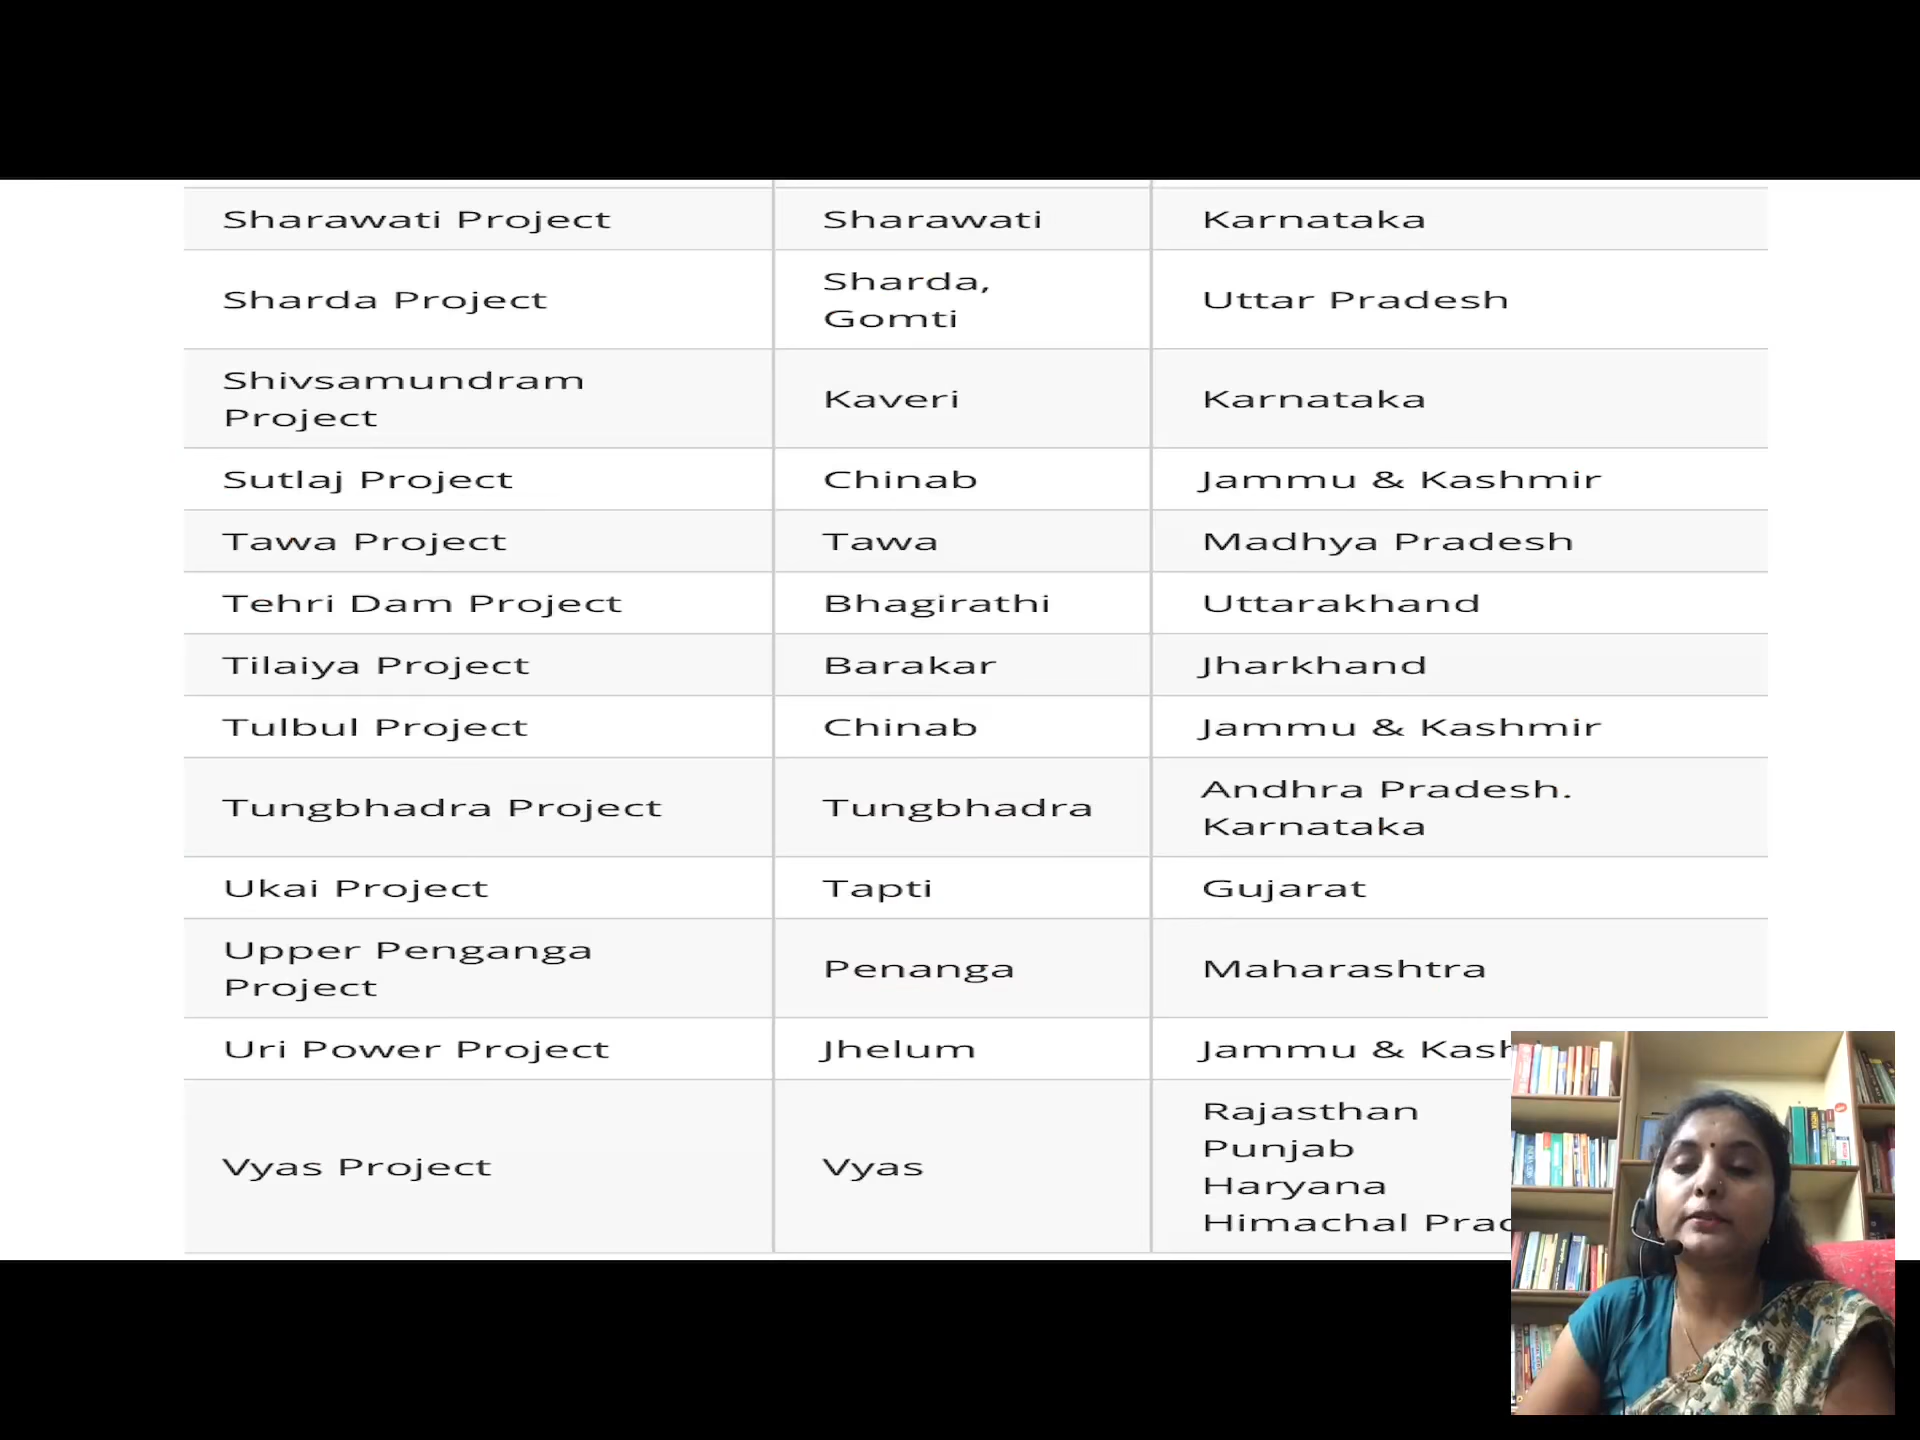 Sharawati Project Sharawati Karnataka
Sharda Project Sharda, Uttar Pradesh
Gomti
Shivsamundram
Project Kaveri Karnataka
Sutlaj Project Chinab Jammu & Kashmir
Tawa Project Tawa Madhya Pradesh
Tehri Dam Project Bhagirathi Uttarakhand
Tilaiya Project Barakar Jharkhand
Tulbul Project Chinab Jammu & Kashmir
Tungbhadra Project Tungbhadra Andhra Pradesh.
Karnataka
Ukai Project Tapti Gujarat
Upper Penganga
Project Penanga Maharashtra
Uri Power Project Jhelum Jammu &
Vyas Project Vyas Rajasthan
Punjab
Haryana
Himachal